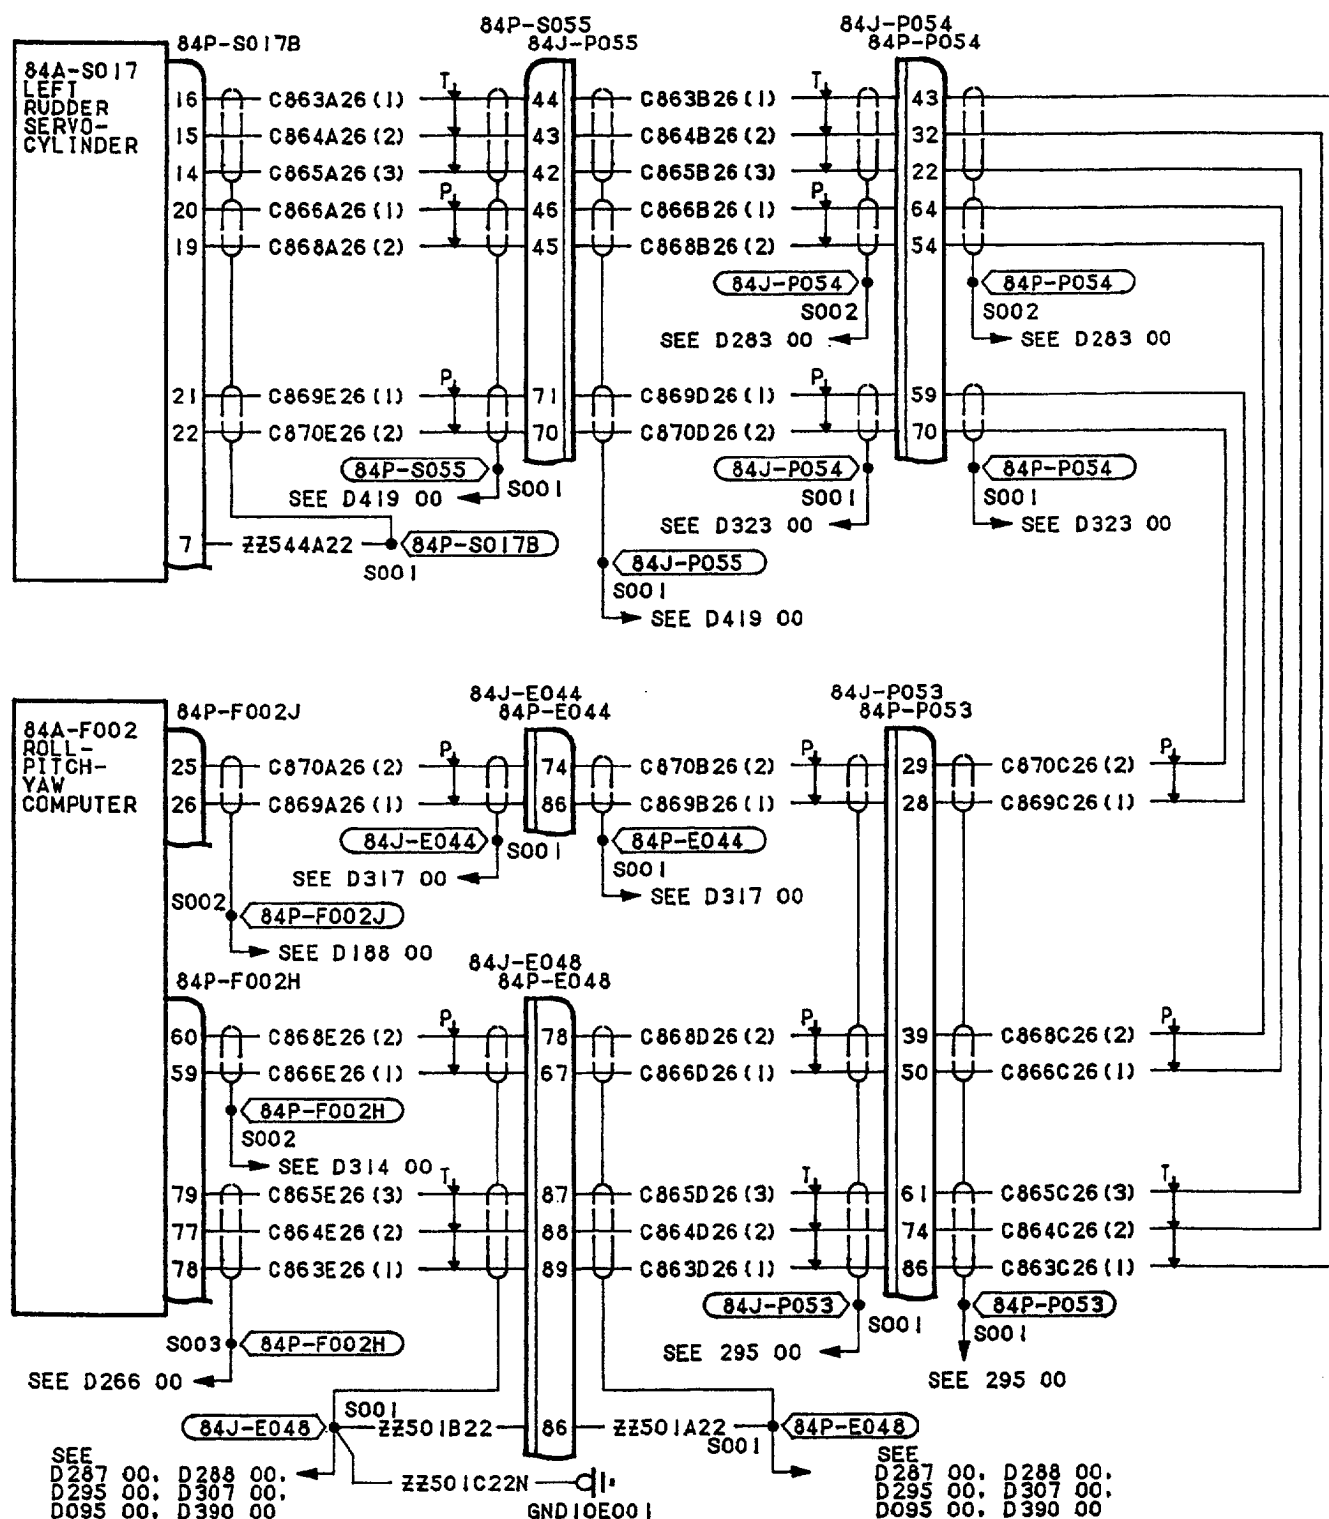 84P-S055
84J-P055
84J-P054
84P-P054
84P-S017B
84A-S017
LEFT
RUDDER
SERVO-
CYLINDER
16 C863A26(1) T 44 C863B26(1) T 43
15 C864A26(2) 43 C864B26(2) 32
14 C865A26(3) 42 C865B26(3) 22
20 C866A26(1) P 46 C866B26(1) P 64
19 C868A26(2) 45 C868B26(2) 54
84J-P054 84P-P054
S002 S002
SEE D283 00 SEE D283 00
21 C869E26(1) P 71 C869D26(1) P 59
22 C870E26(2) 70 C870D26(2) 70
84P-S055 84J-P054 84P-P054
S001 S001 S001
SEE D419 00 SEE D323 00 SEE D323 00
7 ZZ544A22 84P-S017B
S001
84J-P055
S001
SEE D419 00
84J-E044
84P-E044
84J-P053
84P-P053
84P-F002J
84A-F002
ROLL-
PITCH-
YAW
COMPUTER
25 C870A26(2) P 74 C870B26(2) P 29 C870C26(2) P
26 C869A26(1) 86 C869B26(1) 28 C869C26(1)
84J-E044 S001 84P-E044
S001
SEE D317 00 SEE D317 00
S002
84P-F002J
SEE D188 00
84J-E048
84P-E048
84P-F002H
60 C868E26(2) P 78 C868D26(2) P 39 C868C26(2) P
59 C866E26(1) 67 C866D26(1) 50 C866C26(1)
84P-F002H
S002
SEE D314 00
79 C865E26(3) T 87 C865D26(3) T 61 C865C26(3) T
77 C864E26(2) 88 C864D26(2) 74 C864C26(2)
78 C863E26(1) 89 C863D26(1) 86 C863C26(1)
84J-P053 S001 84P-P053
S001
S003 84P-F002H
SEE 295 00
SEE D266 00
SEE 295 00
S001
84J-E048 ZZ501B22 86 ZZ501A22 84P-E048
S001
SEE
D287 00, D288 00,
D295 00, D307 00,
D095 00, D390 00
ZZ501C22N
GND10E001
SEE
D287 00, D288 00,
D295 00, D307 00,
D095 00, D390 00